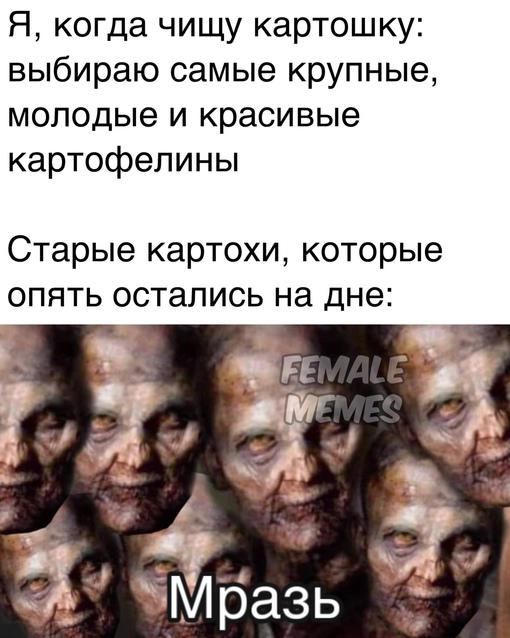 Я, когда чищу картошку:
выбираю самые крупные,
молодые и красивые
картофелины
Старые картохи, которые
опять остались на дне:
FEMALE
MEMES
Мразь